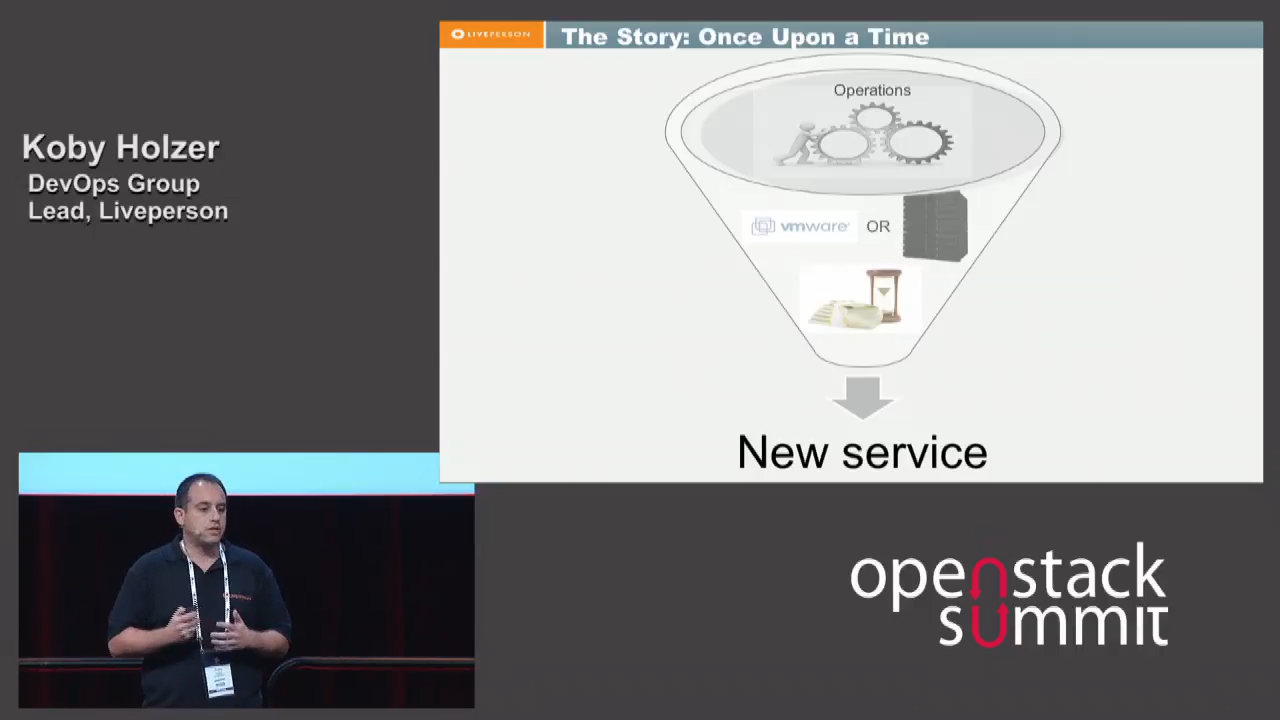 LIVEPERSON
The Story: Once Upon a Time
Operations
vmware
OR
New service
Koby Holzer
DevOps Group
Lead, Liveperson
openstack
summit